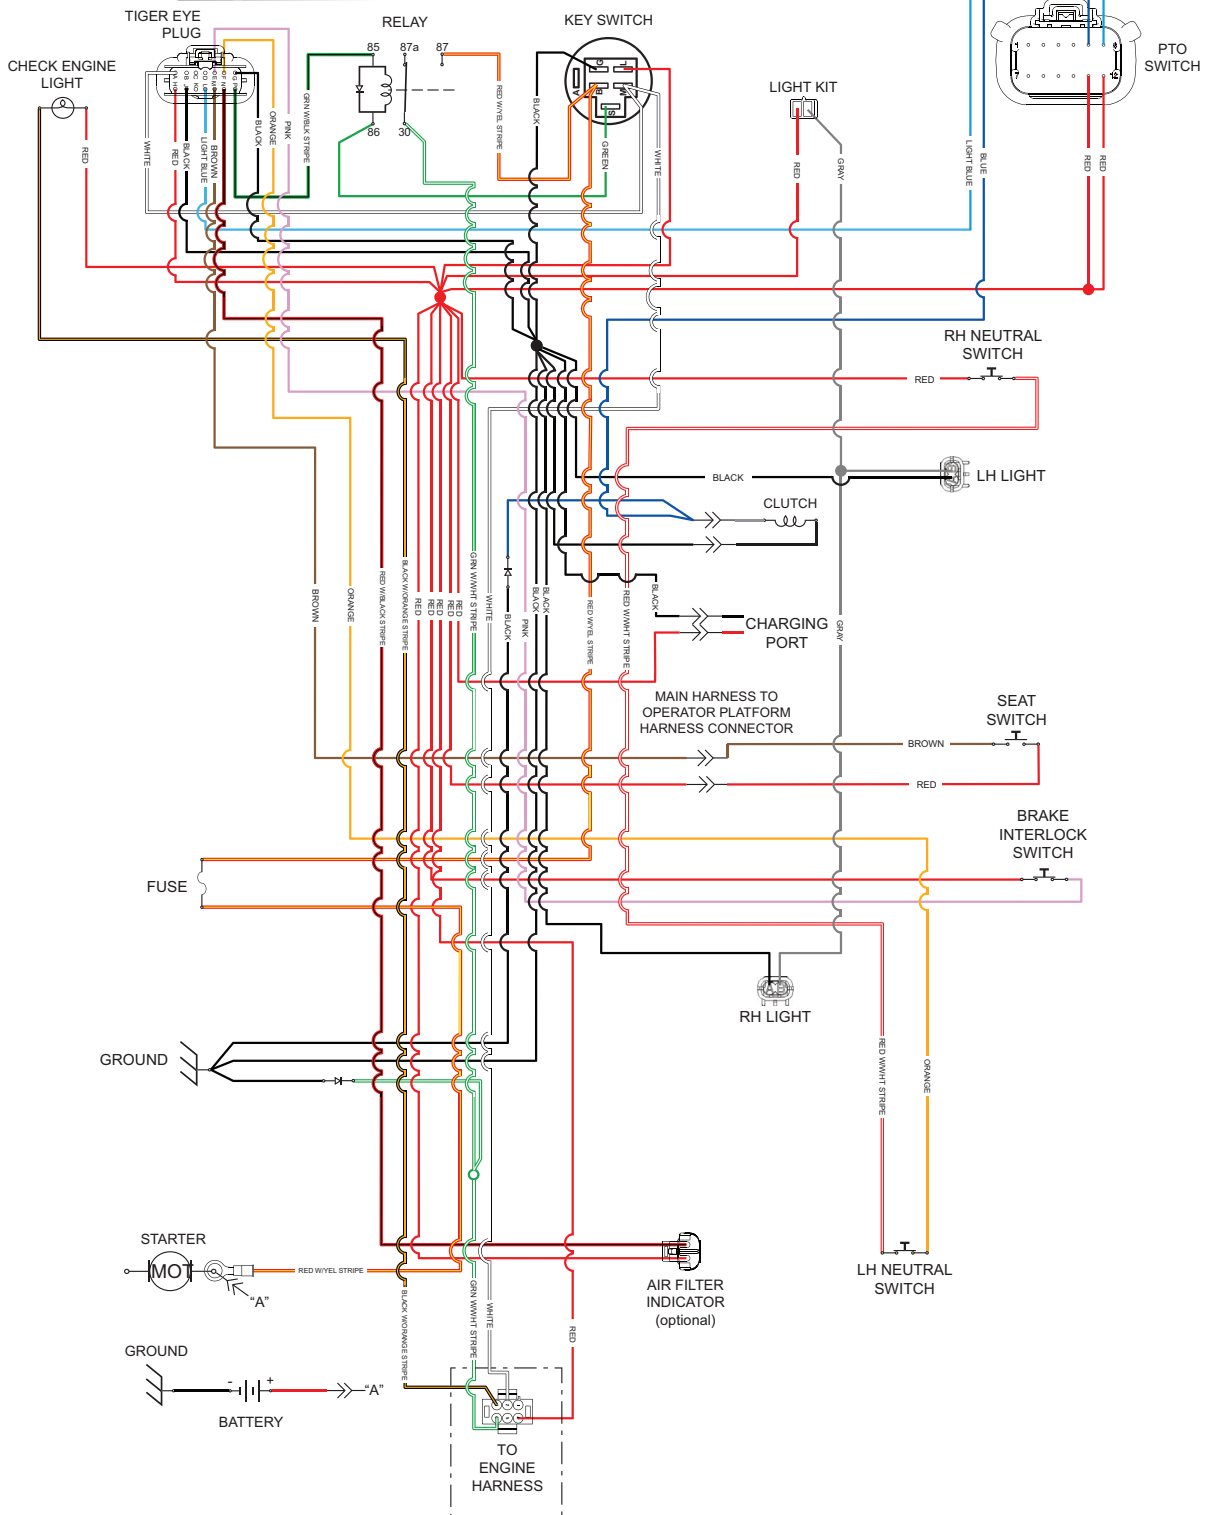 TIGER EYE
PLUG
RELAY
KEY SWITCH
PTO
SWITCH
CHECK ENGINE
LIGHT
LIGHT KIT
85
87a
87
86
30
G
L
A
B
M
S
RED
WHITE
RED
BLACK
LIGHT BLUE
BROWN
BLACK
ORANGE
PINK
GRN W/BLK STRIPE
RED W/YEL STRIPE
BLACK
GREEN
WHITE
RED
GRAY
LIGHT BLUE
BLUE
RED
RED
RH NEUTRAL
SWITCH
RED
BLACK
LH LIGHT
CLUTCH
BROWN
ORANGE
RED W/BLACK STRIPE
BLACK W/ORANGE STRIPE
RED
RED
RED
RED
RED
GRN W/WHT STRIPE
WHITE
BLACK
PINK
BLACK
BLACK
RED W/YEL STRIPE
RED W/WHT STRIPE
BLACK
GRAY
CHARGING
PORT
MAIN HARNESS TO
OPERATOR PLATFORM
HARNESS CONNECTOR
SEAT
SWITCH
BROWN
RED
BRAKE
INTERLOCK
SWITCH
FUSE
A B
RH LIGHT
GROUND
RED W/WHT STRIPE
ORANGE
STARTER
MOT
"A"
RED W/YEL STRIPE
BLACK W/ORANGE STRIPE
GRN W/WHT STRIPE
WHITE
RED
AIR FILTER
INDICATOR
(optional)
LH NEUTRAL
SWITCH
GROUND
-
+
"A"
BATTERY
TO
ENGINE
HARNESS